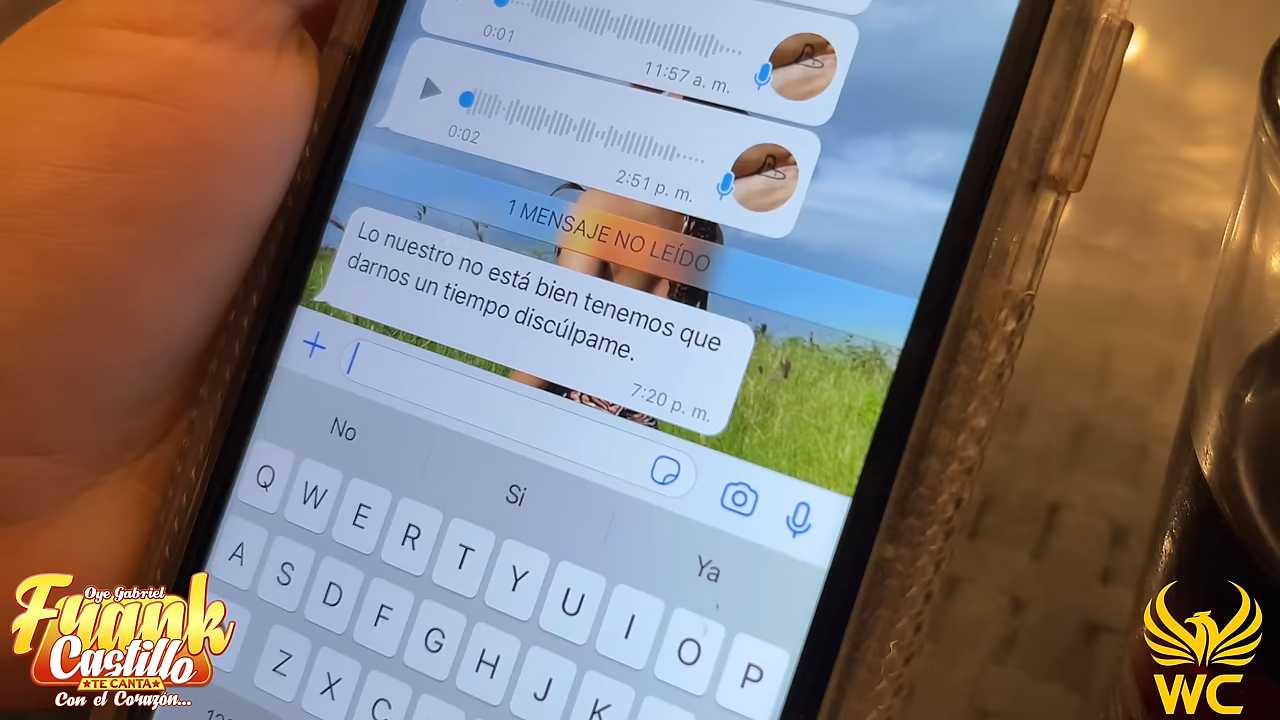 0:01
11:57 a. m.
0:02
2:51 p. m.
1 MENSAJE NO LEÍDO
Lo nuestro no está bien tenemos que
darnos un tiempo discúlpame.
7:20 p. m.
No
Si
Ya
Q W E R T Y U I O P
A S D F G H J K
Z X C
Oye Gabriel
Frank
Castillo
★TE CANTA★
Con el Corazón...
WC